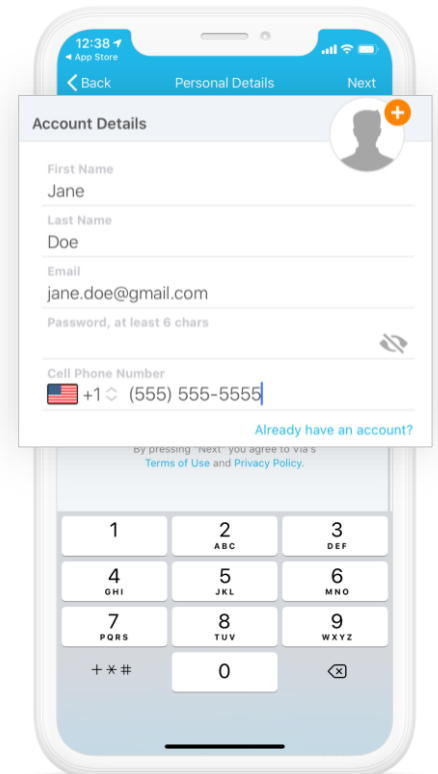 12:38
◀ App Store
Back Personal Details Next
Account Details
First Name
Jane
Last Name
Doe
Email
jane.doe@gmail.com
Password, at least 6 chars
Cell Phone Number
+1 (555) 555-5555
Already have an account?
By pressing "Next" you agree to Via's
Terms of Use and Privacy Policy.
1 2 3
ABC DEF
4 5 6
GHI JKL MNO
7 8 9
PQRS TUV WXYZ
+*# 0